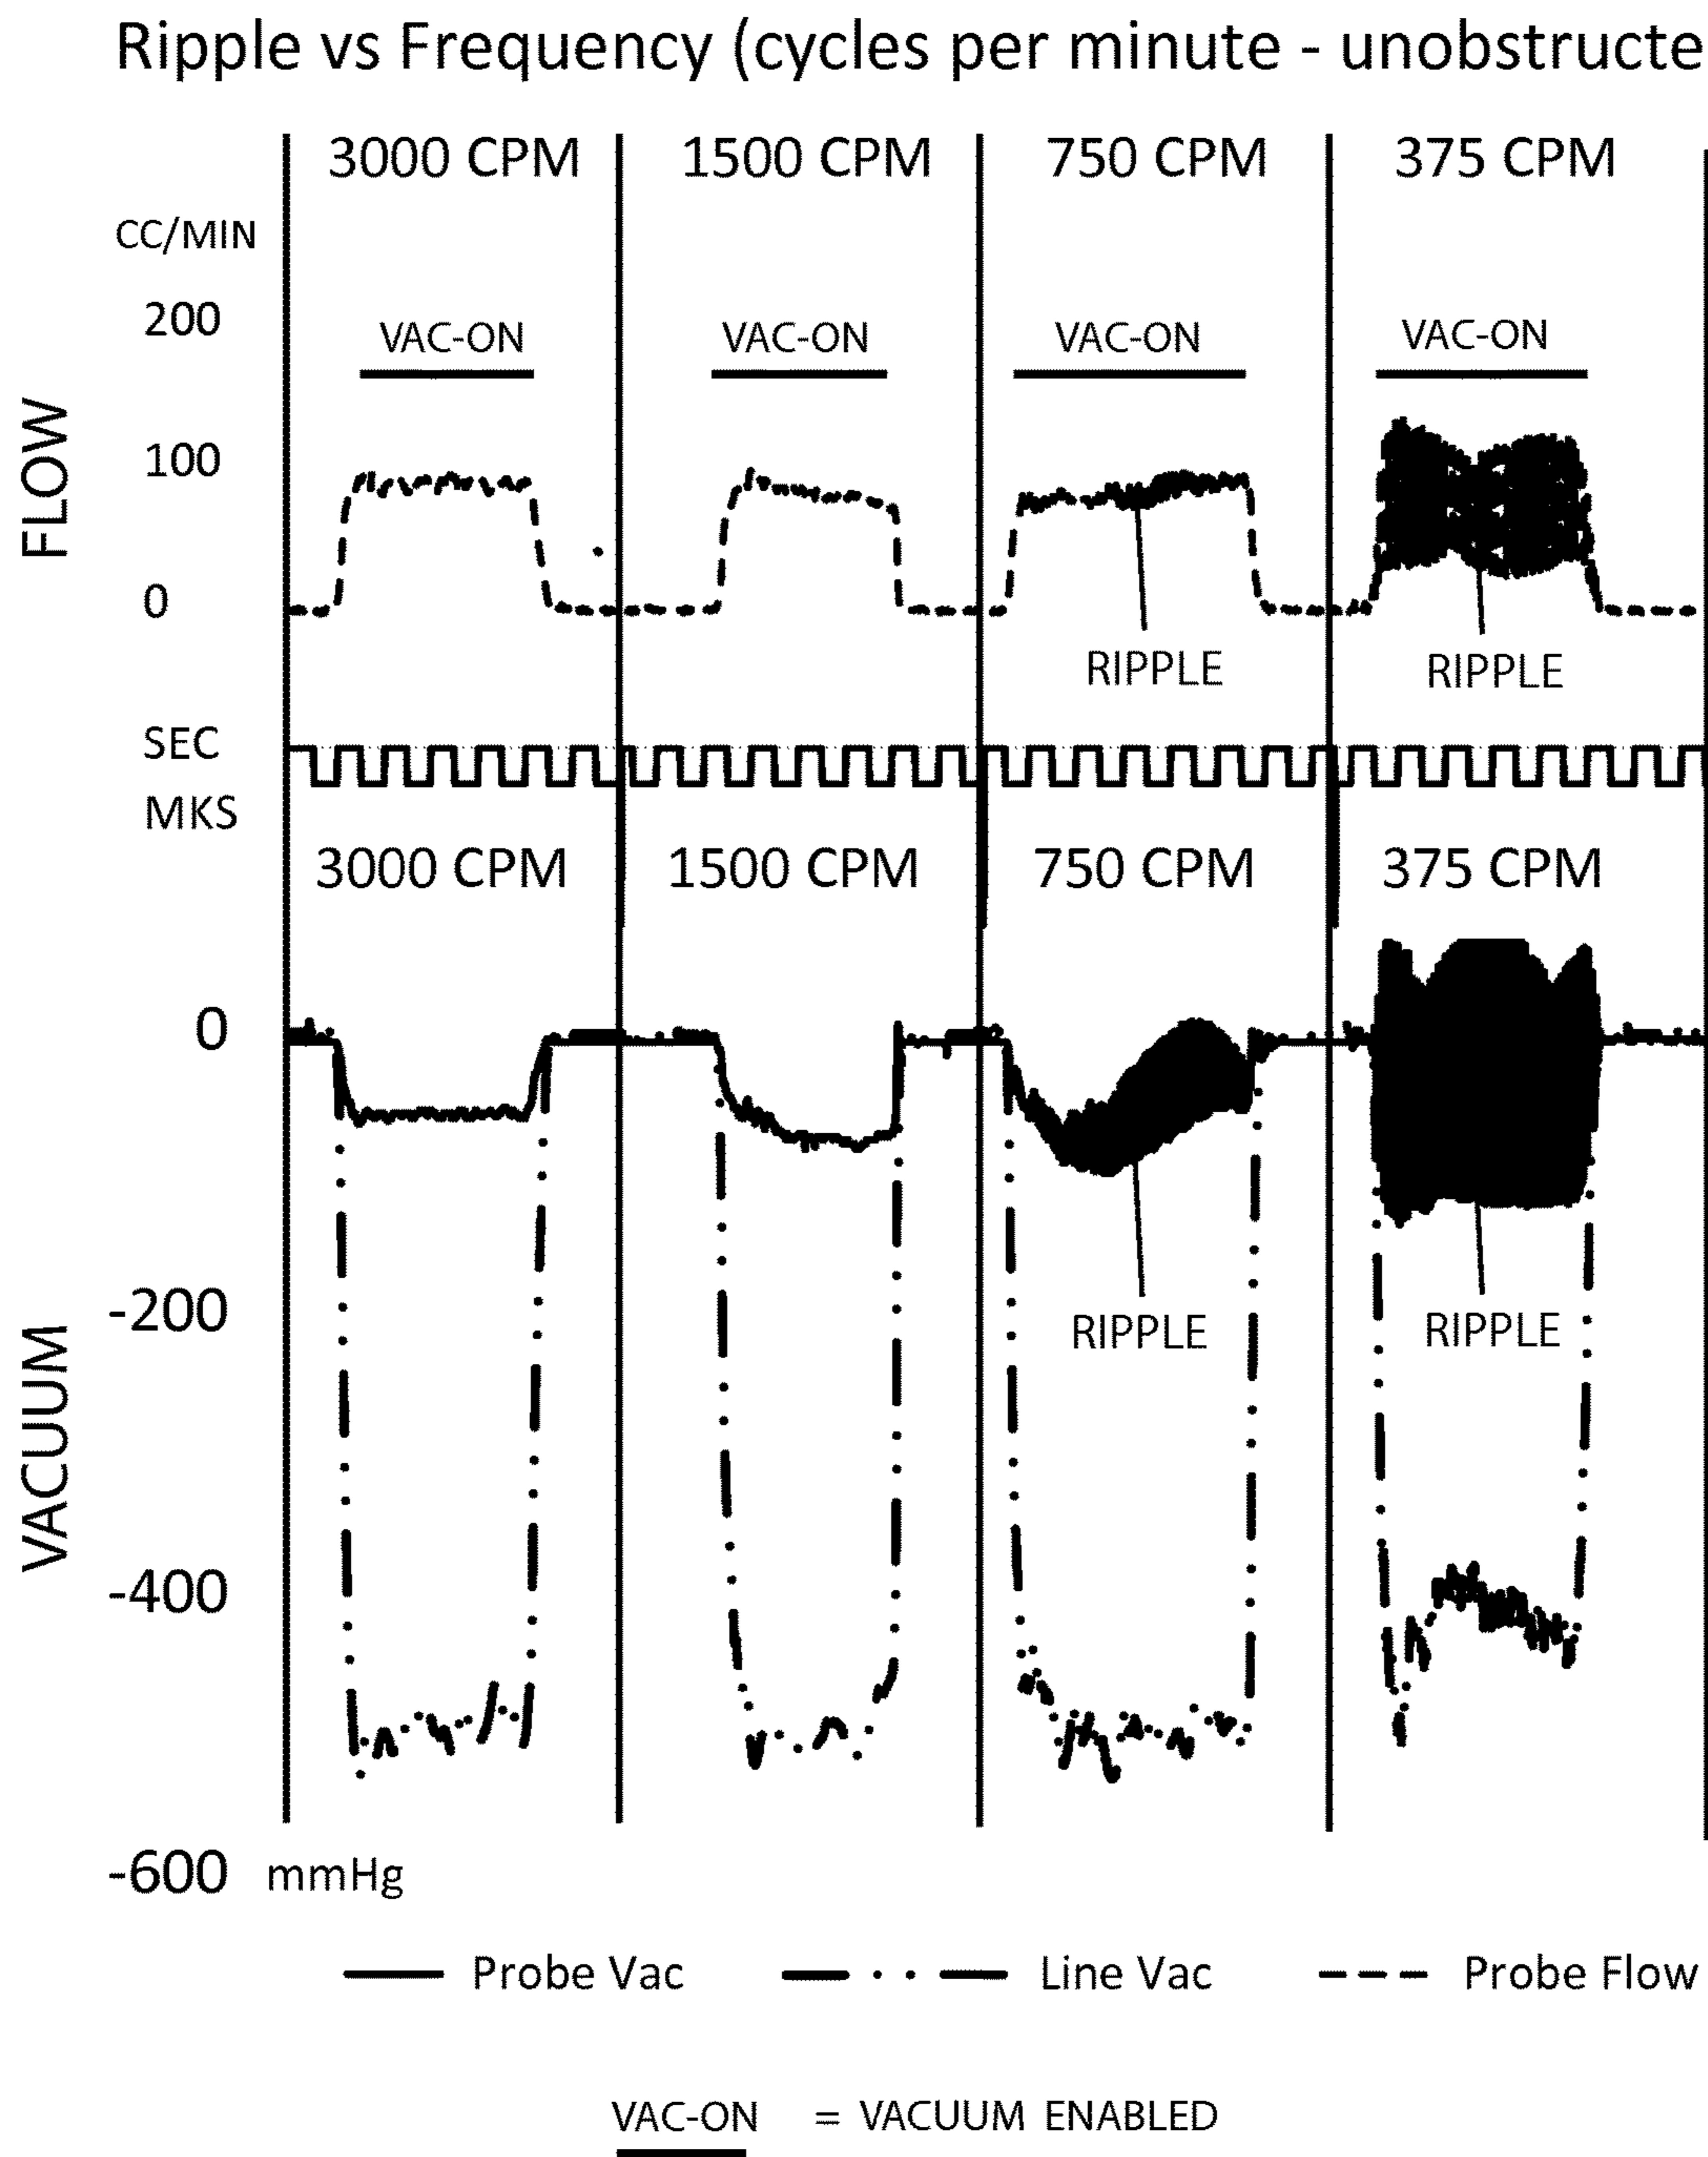 Ripple vs Frequency (cycles per minute - unobstructe
3000 CPM 1500 CPM 750 CPM 375 CPM
CC/MIN
200
VAC-ON VAC-ON VAC-ON VAC-ON
FLOW
100
0
RIPPLE RIPPLE
SEC
MKS
3000 CPM 1500 CPM 750 CPM 375 CPM
0
-200
RIPPLE RIPPLE
VACUUM
-400
-600 mmHg
Probe Vac Line Vac Probe Flow
VAC-ON = VACUUM ENABLED